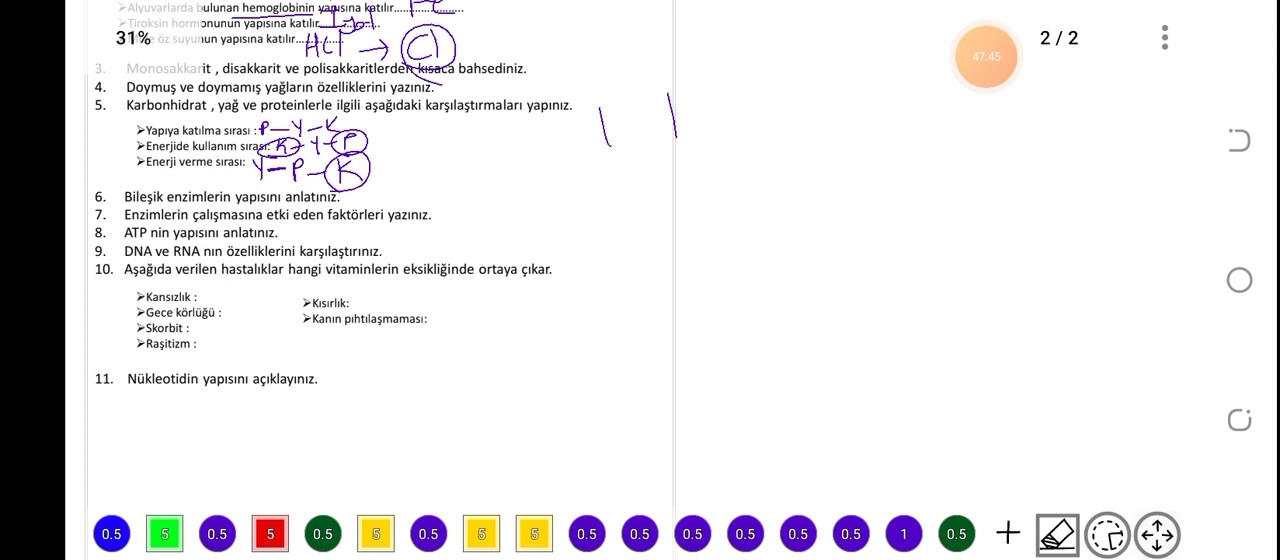 ➢Alyuvarlarda bulunan hemoglobinin yapısına katılır.................... Fe
➢Tiroksin hormonunun yapısına katılır................ İyot
öz suyunun yapısına katılır............... HCl → Cl
31%
2 / 2
47:45
3. Monosakkarit , disakkarit ve polisakkaritlerden kısaca bahsediniz.
4. Doymuş ve doymamış yağların özelliklerini yazınız.
5. Karbonhidrat , yağ ve proteinlerle ilgili aşağıdaki karşılaştırmaları yapınız.
➢Yapıya katılma sırası : P – Y – K
➢Enerjide kullanım sırası: K – Y – P
➢Enerji verme sırası: Y – P – K
6. Bileşik enzimlerin yapısını anlatınız.
7. Enzimlerin çalışmasına etki eden faktörleri yazınız.
8. ATP nin yapısını anlatınız.
9. DNA ve RNA nın özelliklerini karşılaştırınız.
10. Aşağıda verilen hastalıklar hangi vitaminlerin eksikliğinde ortaya çıkar.
➢Kansızlık :
➢Gece körlüğü :
➢Skorbit :
➢Raşitizm :
➢Kısırlık:
➢Kanın pıhtılaşmaması:
11. Nükleotidin yapısını açıklayınız.
0.5 5 0.5 5 0.5 5 0.5 5 5 0.5 0.5 0.5 0.5 0.5 0.5 1 0.5